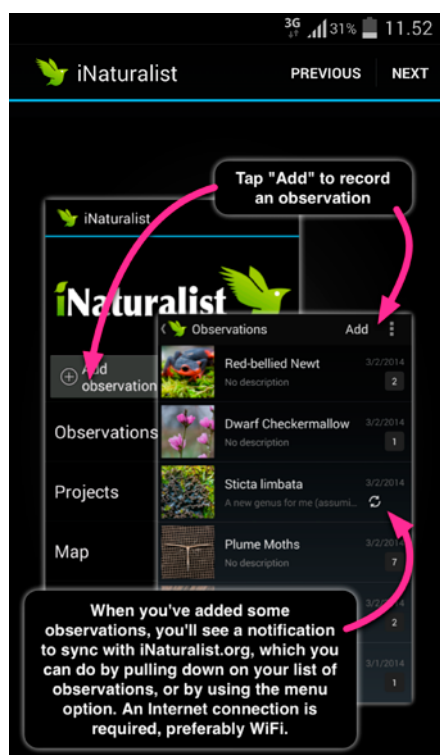 3G 31% 11.52
iNaturalist PREVIOUS NEXT
Tap "Add" to record
an observation
iNaturalist
iNaturalist
Observations Add
Add
observation
Observations
Projects
Map
Red-bellied Newt 3/2/2014
No description 2
Dwarf Checkermallow 3/2/2014
No description 1
Sticta limbata 3/2/2014
A new genus for me (assumi...
Plume Moths 3/2/2014
No description 7
3/2/2014
2
3/1/2014
1
When you've added some
observations, you'll see a notification
to sync with iNaturalist.org, which you
can do by pulling down on your list of
observations, or by using the menu
option. An Internet connection is
required, preferably WiFi.